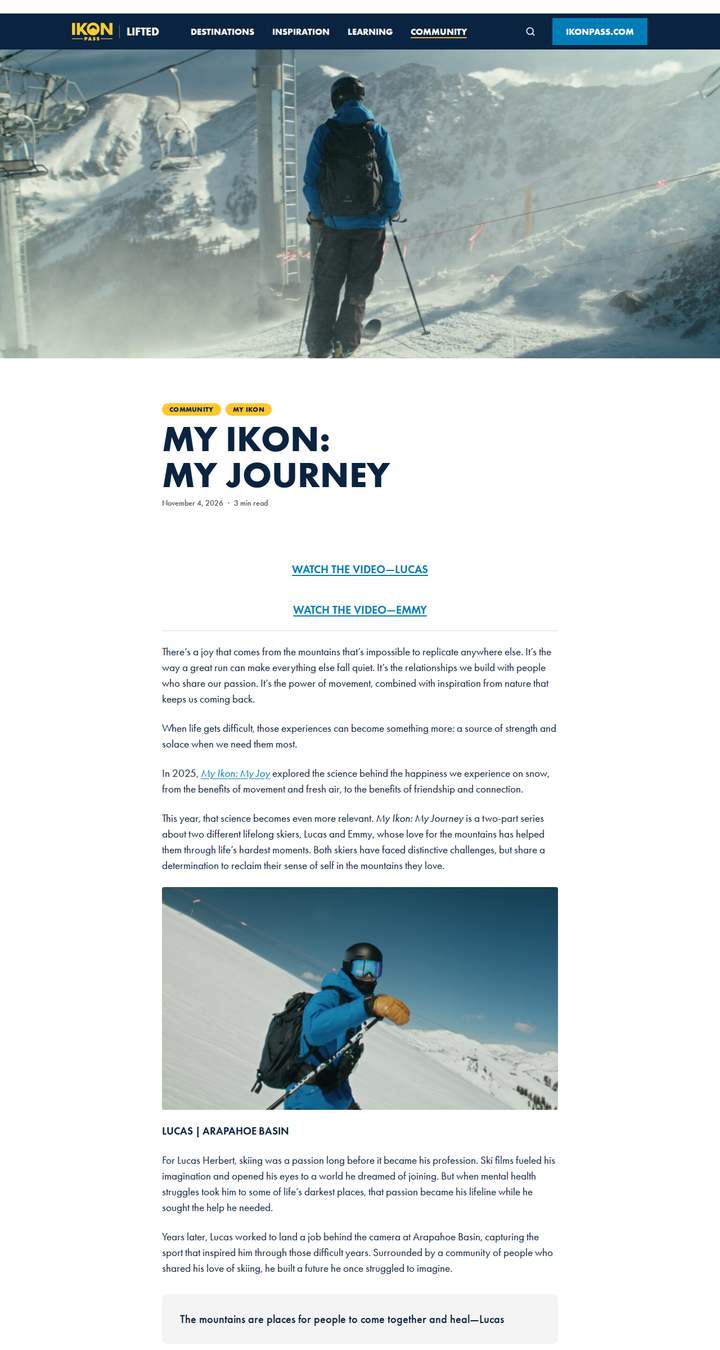 IKON PASS LIFTED DESTINATIONS INSPIRATION LEARNING COMMUNITY IKONPASS.COM
COMMUNITY MY IKON
MY IKON:
MY JOURNEY
November 4, 2026 · 3 min read
WATCH THE VIDEO—LUCAS
WATCH THE VIDEO—EMMY
There's a joy that comes from the mountains that's impossible to replicate anywhere else. It's the
way a great run can make everything else fall quiet. It's the relationships we build with people
who share our passion. It's the power of movement, combined with inspiration from nature that
keeps us coming back.
When life gets difficult, those experiences can become something more: a source of strength and
solace when we need them most.
In 2025, My Ikon: My Joy explored the science behind the happiness we experience on snow,
from the benefits of movement and fresh air, to the benefits of friendship and connection.
This year, that science becomes even more relevant. My Ikon: My Journey is a two-part series
about two different lifelong skiers, Lucas and Emmy, whose love for the mountains has helped
them through life's hardest moments. Both skiers have faced distinctive challenges, but share a
determination to reclaim their sense of self in the mountains they love.
LUCAS | ARAPAHOE BASIN
For Lucas Herbert, skiing was a passion long before it became his profession. Ski films fueled his
imagination and opened his eyes to a world he dreamed of joining. But when mental health
struggles took him to some of life's darkest places, that passion became his lifeline while he
sought the help he needed.
Years later, Lucas worked to land a job behind the camera at Arapahoe Basin, capturing the
sport that inspired him through those difficult years. Surrounded by a community of people who
shared his love of skiing, he built a future he once struggled to imagine.
The mountains are places for people to come together and heal—Lucas